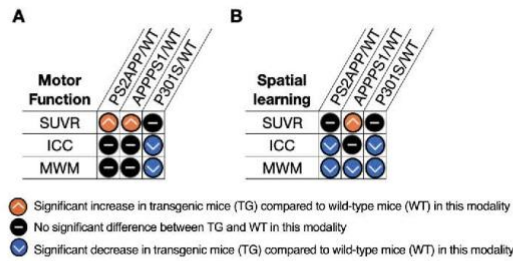 A
B
Motor
Function
PS2APP/WT
APPPS1/WT
P301S/WT
SUVR
ICC
MWM
Spatial
learning
PS2APP/WT
APPPS1/WT
P301S/WT
SUVR
ICC
MWM
Significant increase in transgenic mice (TG) compared to wild-type mice (WT) in this modality
No significant difference between TG and WT in this modality
Significant decrease in transgenic mice (TG) compared to wild-type mice (WT) in this modality